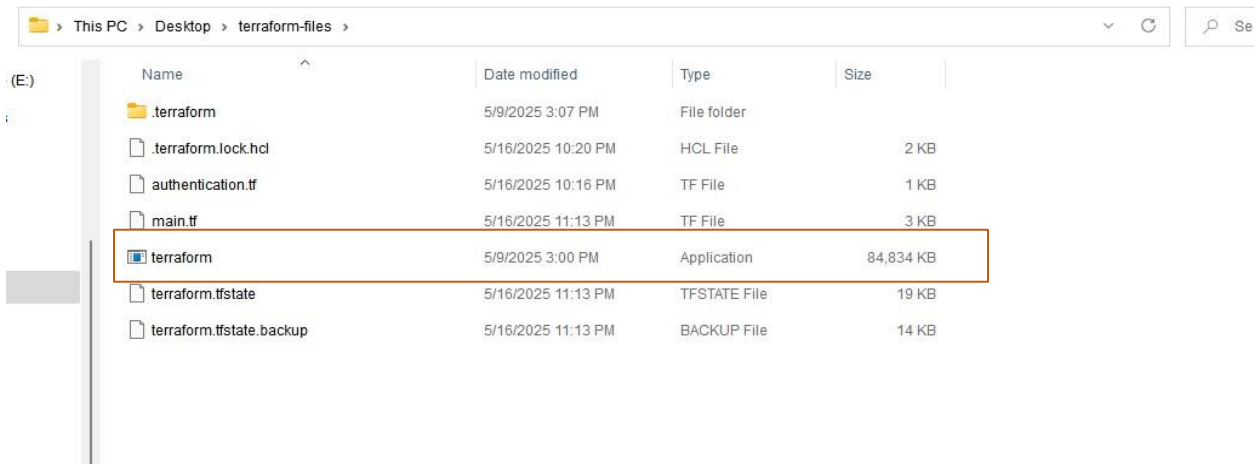 This PC > Desktop > terraform-files >
Se
(E:)
Name Date modified Type Size
.terraform 5/9/2025 3:07 PM File folder
.terraform.lock.hcl 5/16/2025 10:20 PM HCL File 2 KB
authentication.tf 5/16/2025 10:16 PM TF File 1 KB
main.tf 5/16/2025 11:13 PM TF File 3 KB
terraform 5/9/2025 3:00 PM Application 84,834 KB
terraform.tfstate 5/16/2025 11:13 PM TFSTATE File 19 KB
terraform.tfstate.backup 5/16/2025 11:13 PM BACKUP File 14 KB